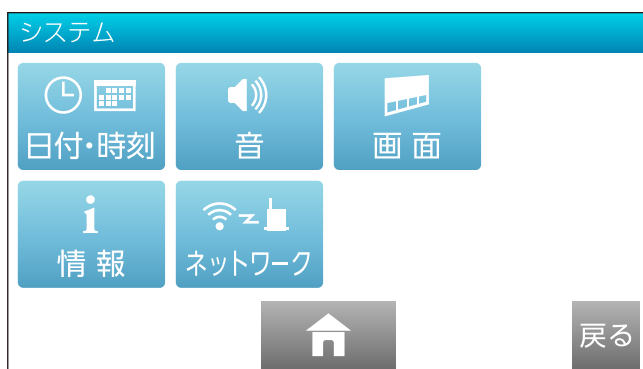 システム
日付・時刻
音
画面
情報
ネットワーク
戻る